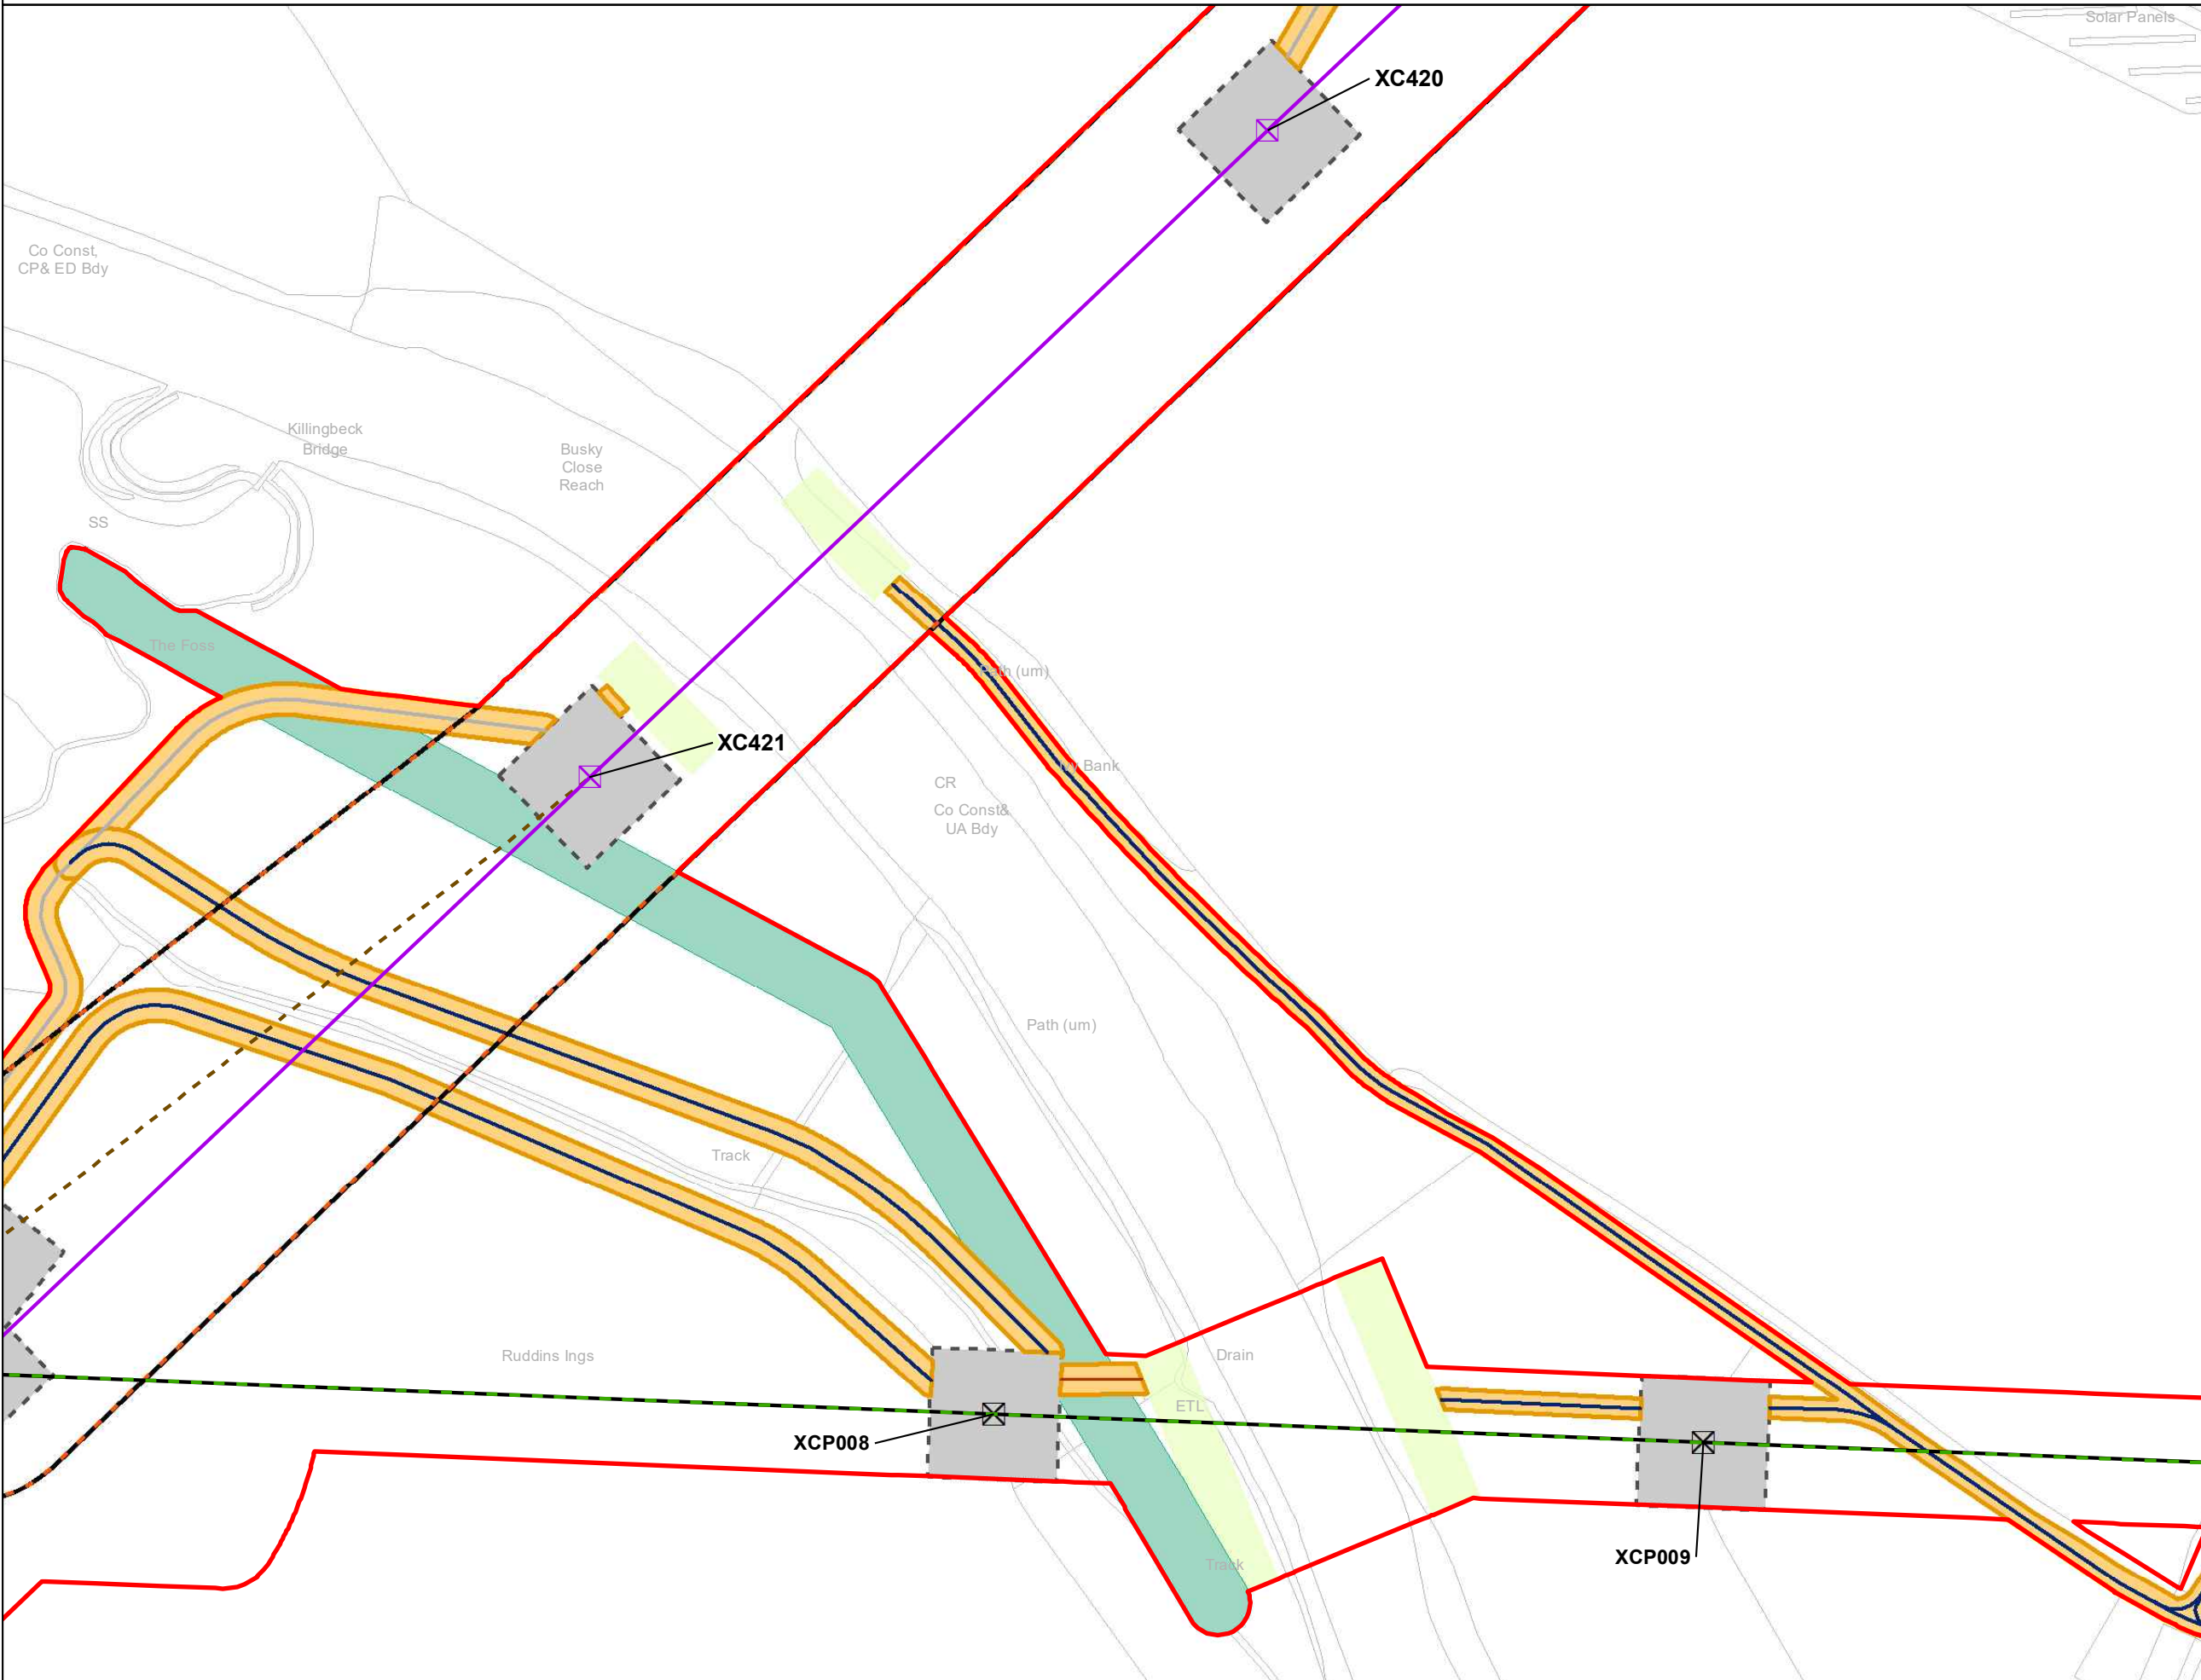 Solar Panels
XC420
Co Const,
CP& ED Bdy
Killingbeck
Bridge
Busky
Close
Reach
SS
The Foss
Path (um)
XC421
Ivy Bank
CR
Co Const&
UA Bdy
Path (um)
Track
Ruddins Ings
Drain
ETL
XCP008
XCP009
Track